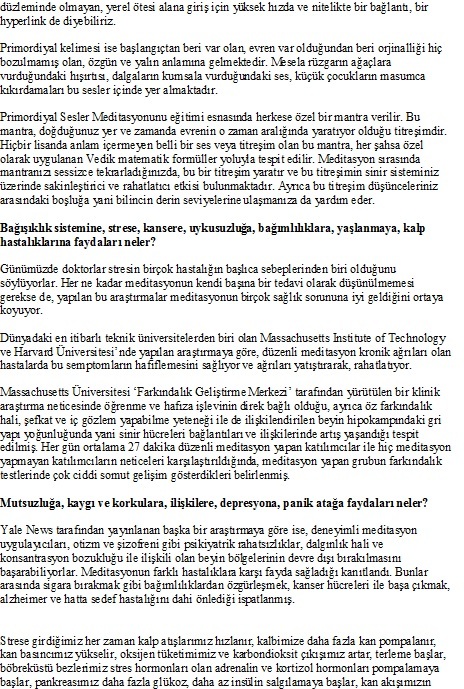 düzleminde olmayan, yerel ötesi alana giriş için yüksek hızda ve nitelikte bir bağlantı, bir
hyperlink de diyebiliriz.
Primordiyal kelimesi ise başlangıçtan beri var olan, evren var olduğundan beri orjinalliği hiç
bozulmamış olan, özgün ve yalın anlamına gelmektedir. Mesela rüzgarın ağaçlara
vurduğundaki hışırtısı, dalgaların kumsala vurduğundaki ses, küçük çocukların masumca
kıkırdamaları bu sesler içinde yer almaktadır.
Primordiyal Sesler Meditasyonunu eğitimi esnasında herkese özel bir mantra verilir. Bu
mantra, doğduğunuz yer ve zamanda evrenin o zaman aralığında yaratıyor olduğu titreşimdir.
Hiçbir lisanda anlam içermeyen belli bir ses veya titreşim olan bu mantra, her şahsa özel
olarak uygulanan Vedik matematik formüller yoluyla tespit edilir. Meditasyon sırasında
mantranızı sessizce tekrarladığınızda, bu bir titreşim yaratır ve bu titreşimin sinir sisteminiz
üzerinde sakinleştirici ve rahatlatıcı etkisi bulunmaktadır. Ayrıca bu titreşim düşünceleriniz
arasındaki boşluğa yani bilincin derin seviyelerine ulaşmanıza da yardım eder.
Bağışıklık sistemine, strese, kansere, uykusuzluğa, bağımlılıklara, yaşlanmaya, kalp
hastalıklarına faydaları neler?
Günümüzde doktorlar stresin birçok hastalığın başlıca sebeplerinden biri olduğunu
söylüyorlar. Her ne kadar meditasyonun kendi başına bir tedavi olarak düşünülmemesi
gerekse de, yapılan bu araştırmalar meditasyonun birçok sağlık sorununa iyi geldiğini ortaya
koyuyor.
Dünyadaki en itibarlı teknik üniversitelerden biri olan Massachusetts Institute of Technology
ve Harvard Üniversitesi'nde yapılan araştırmaya göre, düzenli meditasyon kronik ağrıları olan
hastalarda bu semptomların hafiflemesini sağlıyor ve ağrıları yatıştırarak, rahatlatıyor.
Massachusetts Üniversitesi 'Farkındalık Geliştirme Merkezi' tarafından yürütülen bir klinik
araştırma neticesinde öğrenme ve hafıza işlevinin direk bağlı olduğu, ayrıca öz farkındalık
hali, şefkat ve iç gözlem yapabilme yeteneği ile de ilişkilendirilen beyin hipokampındaki gri
yapı yoğunluğunda yani sinir hücreleri bağlantıları ve ilişkilerinde artış yaşandığı tespit
edilmiş. Her gün ortalama 27 dakika düzenli meditasyon yapan katılımcılar ile hiç meditasyon
yapmayan katılımcıların neticeleri karşılaştırıldığında, meditasyon yapan grubun farkındalık
testlerinde çok ciddi somut gelişim gösterdikleri belirlenmiş.
Mutsuzluğa, kaygı ve korkulara, ilişkilere, depresyona, panik atağa faydaları neler?
Yale News tarafından yayınlanan başka bir araştırmaya göre ise, deneyimli meditasyon
uygulayıcıları, otizm ve şizofreni gibi psikiyatrik rahatsızlıklar, dalgınlık hali ve
konsantrasyon bozukluğu ile ilişkili olan beyin bölgelerinin devre dışı bırakılmasını
başarabiliyorlar. Meditasyonun farklı hastalıklara karşı fayda sağladığı kanıtlandı. Bunlar
arasında sigara bırakmak gibi bağımlılıklardan özgürleşmek, kanser hücreleri ile başa çıkmak,
alzheimer ve hatta sedef hastalığını dahi önlediği ispatlanmış.
Strese girdiğimiz her zaman kalp atışlarımız hızlanır, kalbimize daha fazla kan pompalanır,
kan basıncımız yükselir, oksijen tüketimimiz ve karbondioksit çıkışımız artar, terleme başlar,
böbreküstü bezlerimiz stres hormonları olan adrenalin ve kortizol hormonları pompalamaya
başlar, pankreasımız daha fazla glükoz, daha az insülin salgılamaya başlar, kan akışımızın